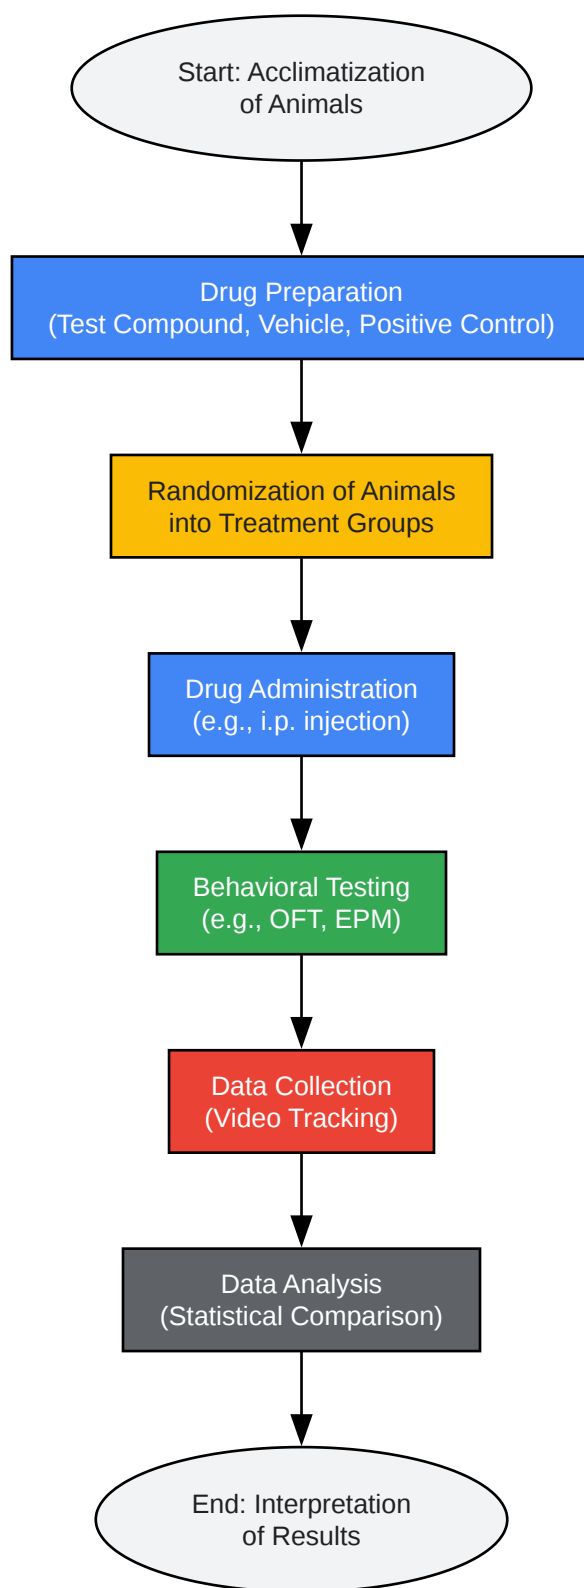 Start: Acclimatization
of Animals
Drug Preparation
(Test Compound, Vehicle, Positive Control)
Randomization of Animals
into Treatment Groups
Drug Administration
(e.g., i.p. injection)
Behavioral Testing
(e.g., OFT, EPM)
Data Collection
(Video Tracking)
Data Analysis
(Statistical Comparison)
End: Interpretation
of Results